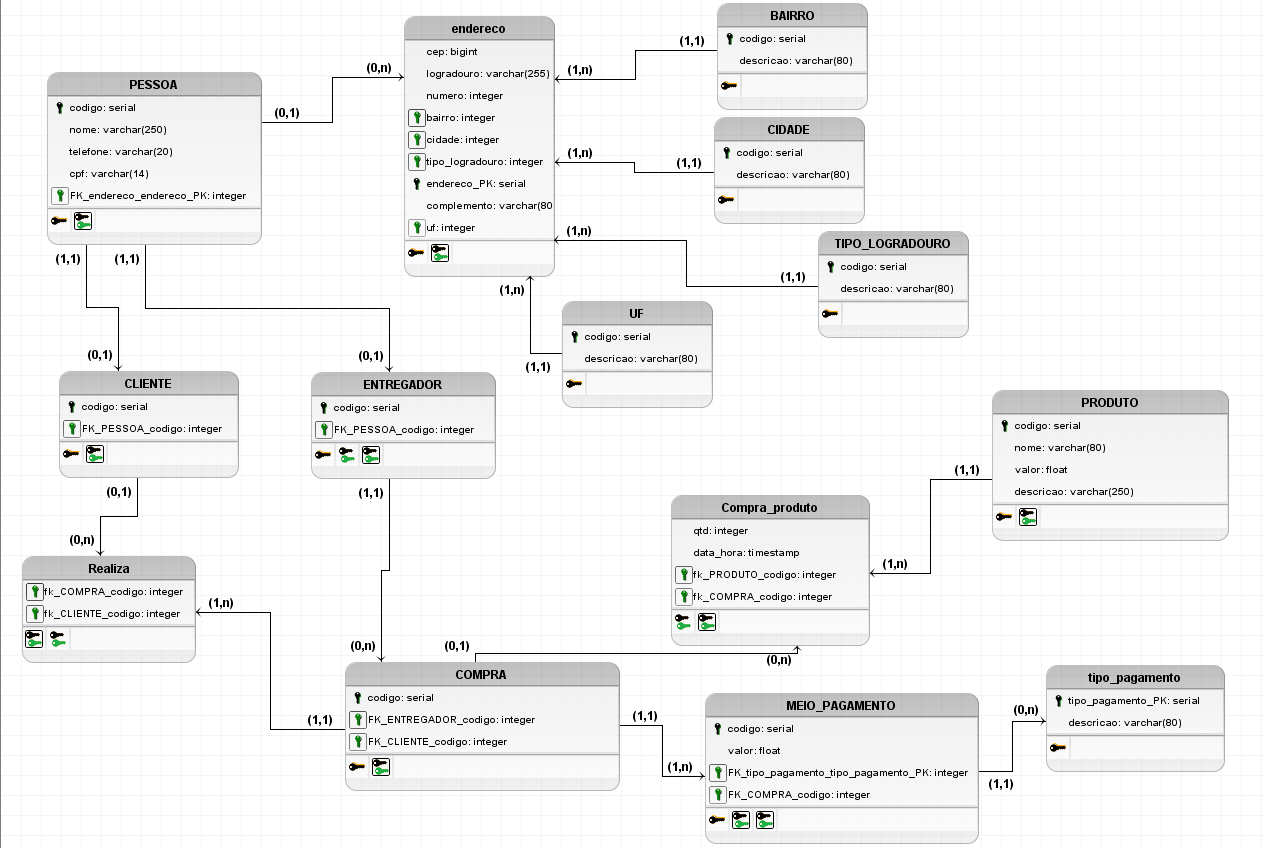 PESSOA
codigo: serial
nome: varchar(250)
telefone: varchar(20)
cpf: varchar(14)
FK_endereco_endereco_PK: integer
(0,1)
(0,n)
(1,1)
(1,1)
endereco
cep: bigint
logradouro: varchar(255)
numero: integer
bairro: integer
cidade: integer
tipo_logradouro: integer
endereco_PK: serial
complemento: varchar(80
uf: integer
(1,n)
(1,1)
BAIRRO
codigo: serial
descricao: varchar(80)
(1,n)
(1,1)
CIDADE
codigo: serial
descricao: varchar(80)
(1,n)
(1,1)
TIPO_LOGRADOURO
codigo: serial
descricao: varchar(80)
(1,n)
(1,1)
UF
codigo: serial
descricao: varchar(80)
(0,1)
CLIENTE
codigo: serial
FK_PESSOA_codigo: integer
(0,1)
(0,n)
(0,1)
ENTREGADOR
codigo: serial
FK_PESSOA_codigo: integer
(1,1)
(0,n)
PRODUTO
codigo: serial
nome: varchar(80)
valor: float
descricao: varchar(250)
(1,1)
(1,n)
Compra_produto
qtd: integer
data_hora: timestamp
fk_PRODUTO_codigo: integer
fk_COMPRA_codigo: integer
(0,1)
(0,n)
Realiza
fk_COMPRA_codigo: integer
fk_CLIENTE_codigo: integer
(1,n)
(1,1)
COMPRA
codigo: serial
FK_ENTREGADOR_codigo: integer
FK_CLIENTE_codigo: integer
(1,1)
(1,n)
MEIO_PAGAMENTO
codigo: serial
valor: float
FK_tipo_pagamento_tipo_pagamento_PK: integer
FK_COMPRA_codigo: integer
(1,1)
(0,n)
tipo_pagamento
tipo_pagamento_PK: serial
descricao: varchar(80)